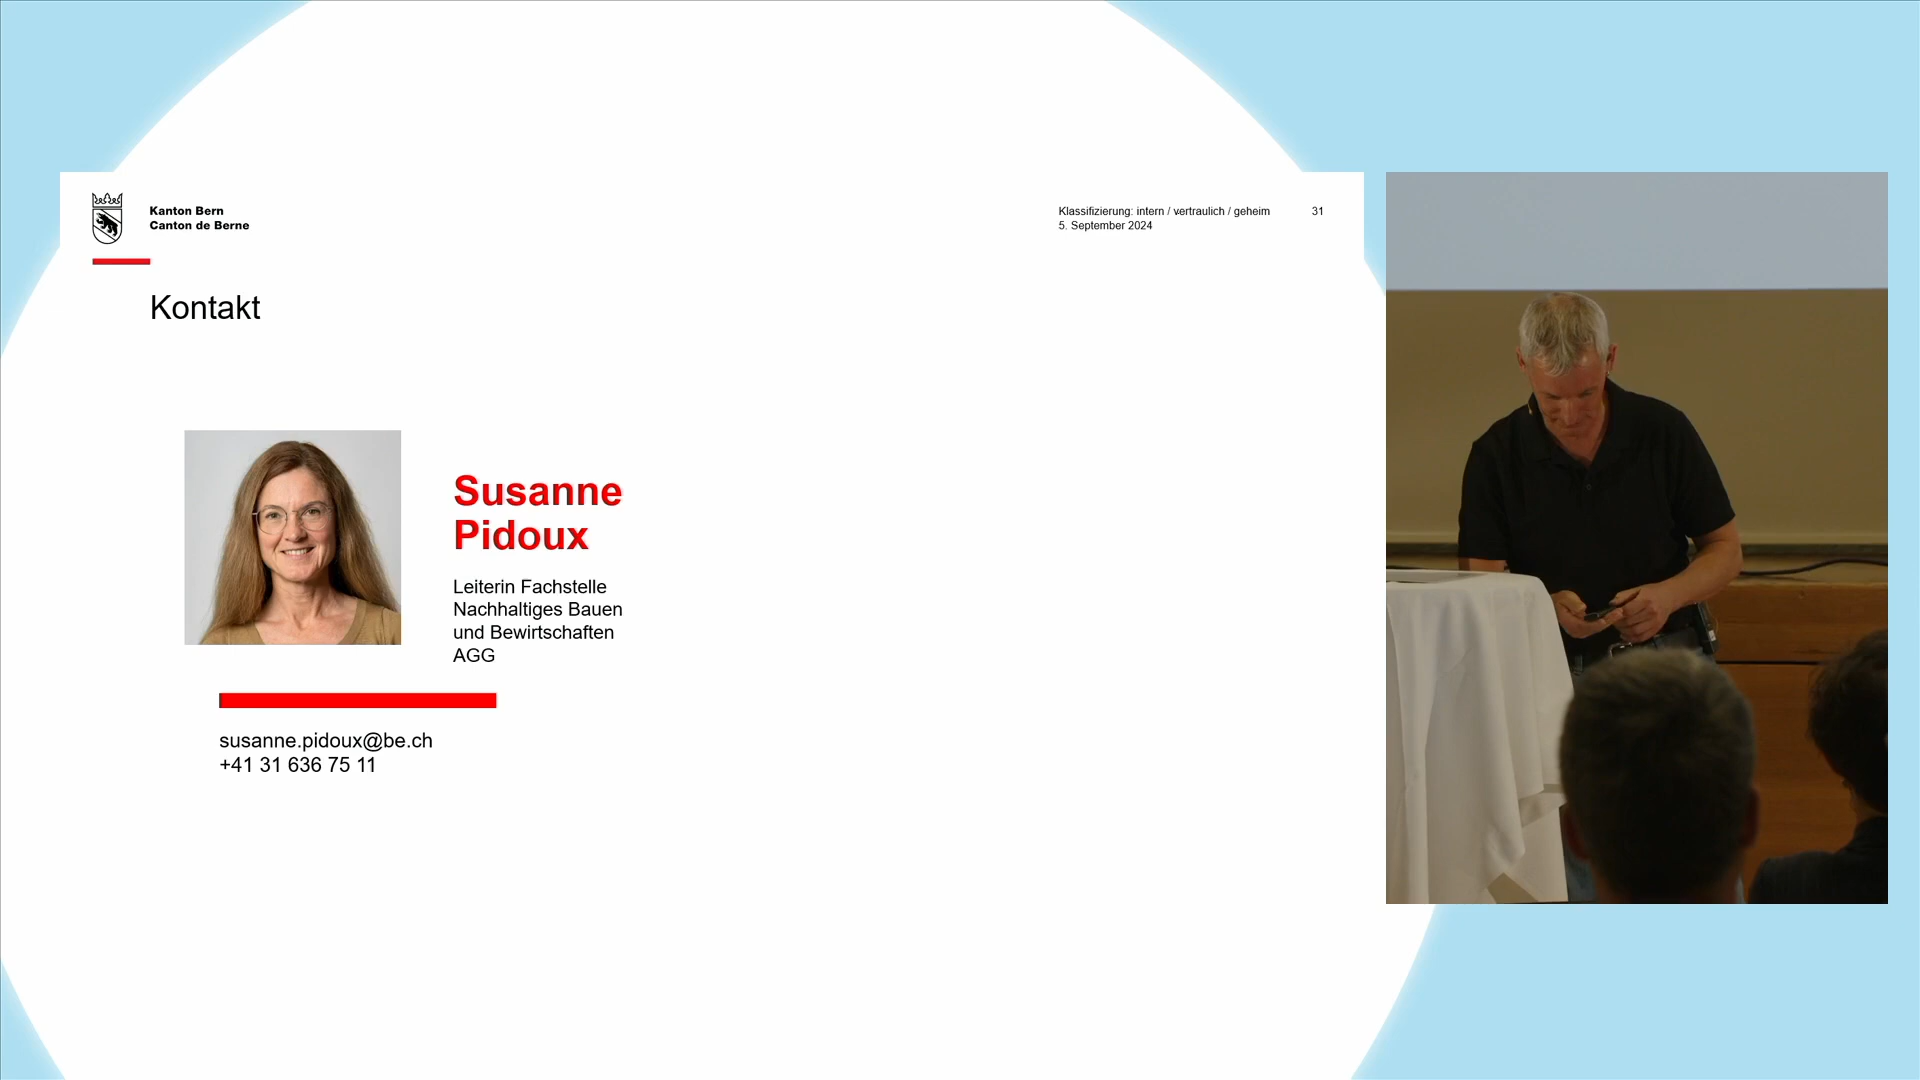 Kanton Bern
Canton de Berne
Klassifizierung: intern / vertraulich / geheim
5. September 2024
31
Kontakt
Susanne
Pidoux
Leiterin Fachstelle
Nachhaltiges Bauen
und Bewirtschaften
AGG
susanne.pidoux@be.ch
+41 31 636 75 11